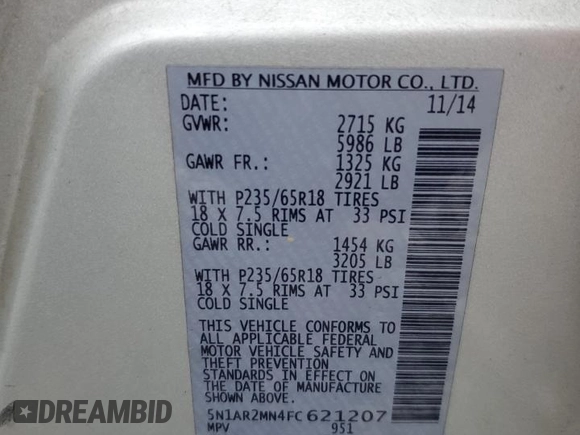 MFD BY NISSAN MOTOR CO., LTD.
DATE: 11/14
GVWR: 2715 KG
5986 LB
GAWR FR.: 1325 KG
2921 LB
WITH P235/65R18 TIRES
18 X 7.5 RIMS AT 33 PSI
COLD SINGLE
GAWR RR.: 1454 KG
3205 LB
WITH P235/65R18 TIRES
18 X 7.5 RIMS AT 33 PSI
COLD SINGLE
THIS VEHICLE CONFORMS TO
ALL APPLICABLE FEDERAL
MOTOR VEHICLE SAFETY AND
THEFT PREVENTION
STANDARDS IN EFFECT ON
THE DATE OF MANUFACTURE
SHOWN ABOVE.
5N1AR2MN4FC621207
MPV 951
DREAMBID
CALIFORNIA